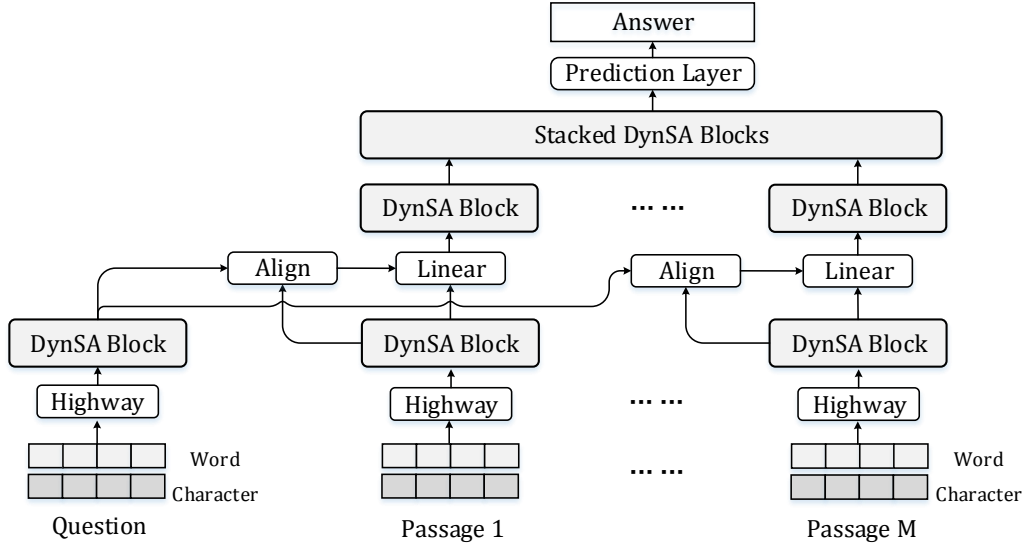 Answer
Prediction Layer
Stacked DynSA Blocks
DynSA Block ... ... DynSA Block
Align Linear Align Linear
DynSA Block DynSA Block DynSA Block
Highway Highway ... ... Highway
Word ... ... Word
Character Character
Question Passage 1 Passage M